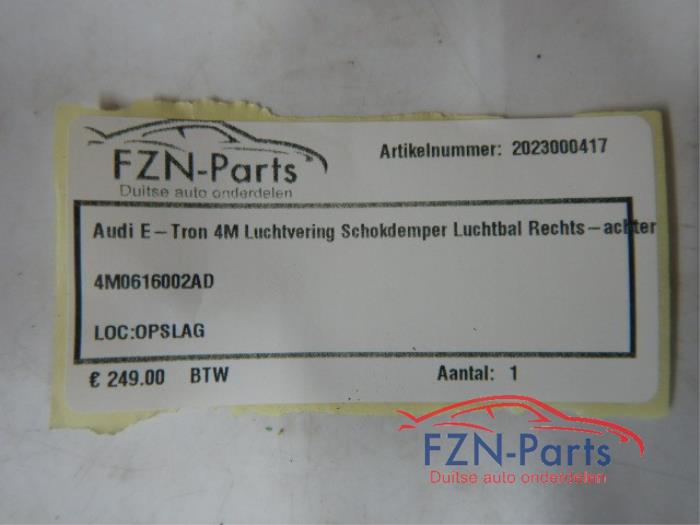 FZN-Parts
Duitse auto onderdelen
Artikelnummer: 2023000417
Audi E-Tron 4M Luchtvering Schokdemper Luchtbal Rechts-achter
4M0616002AD
LOC:OPSLAG
€ 249.00 BTW Aantal: 1
FZN-Parts
Duitse auto onderdelen